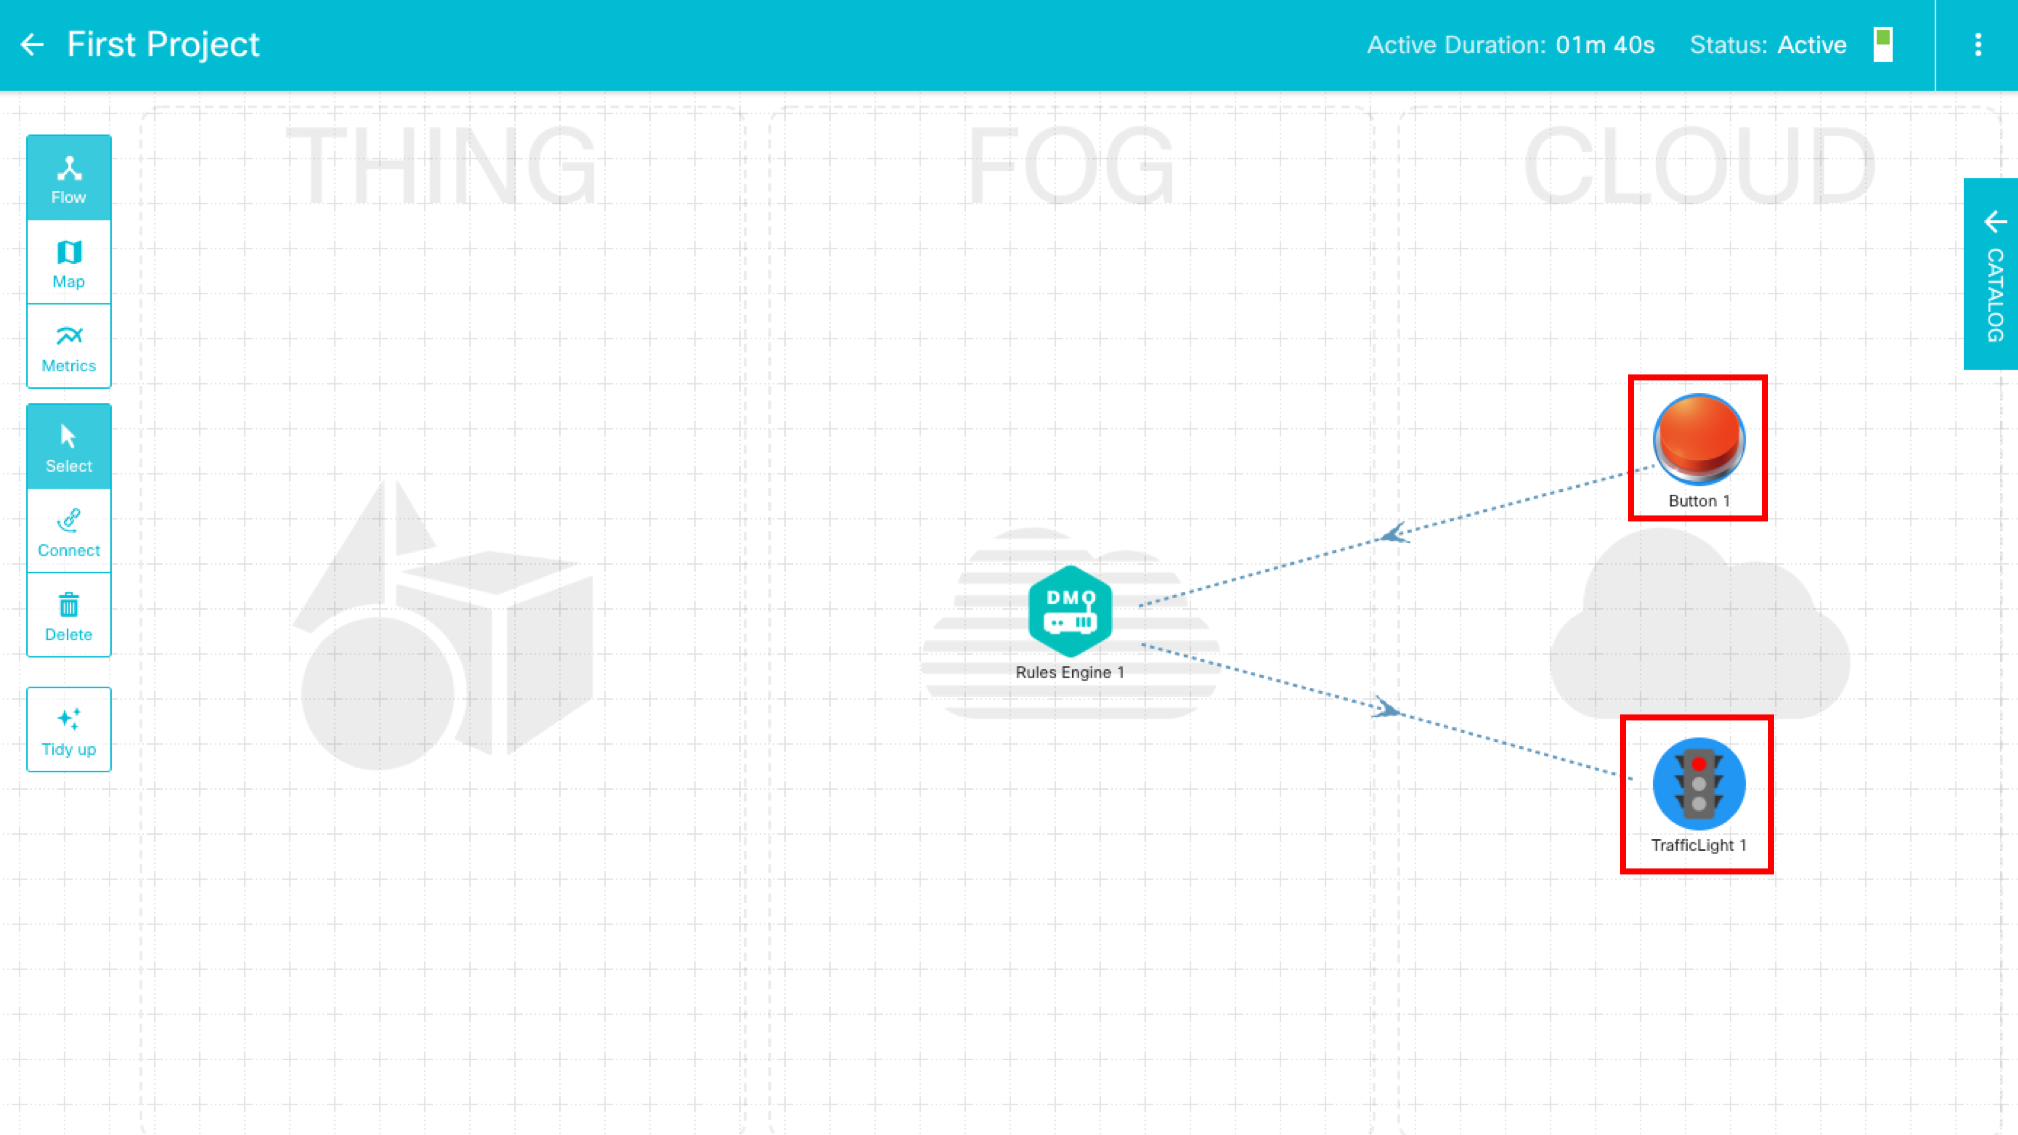 First Project
Active Duration: 01m 40s Status: Active
THING
FOG
CLOUD
Flow
Map
Metrics
Select
Connect
Delete
Tidy up
CATALOG
Button 1
DMO
Rules Engine 1
TrafficLight 1